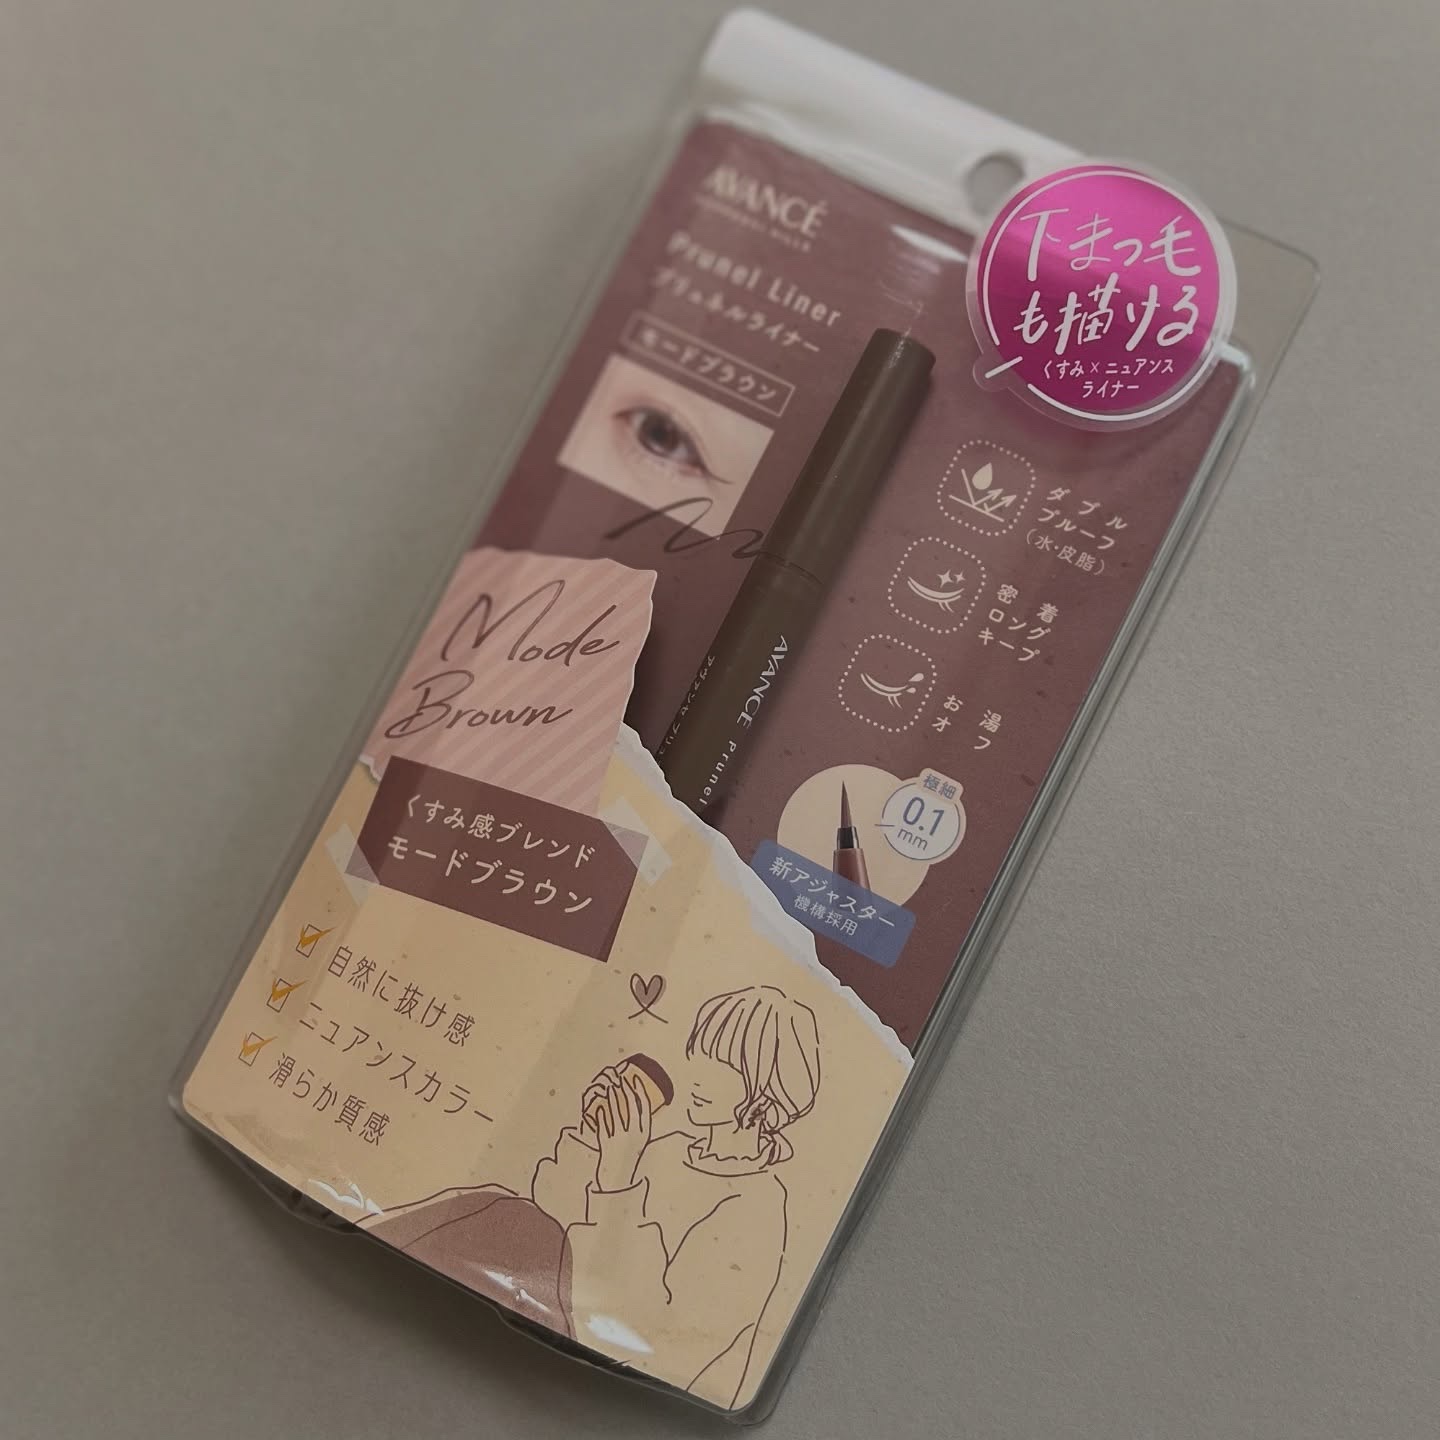 AVANCÉ
Prunel Liner
プリュネルライナー
モードブラウン
下まつ毛
も描ける
くすみ×ニュアンス
ライナー
ダブル
プルーフ
(水・皮脂)
密着
ロング
キープ
お湯
オフ
AVANCÉ Prunel
Mode
Brown
くすみ感ブレンド
モードブラウン
極細
0.1
mm
新アジャスター
機構採用
自然に抜け感
ニュアンスカラー
滑らか質感